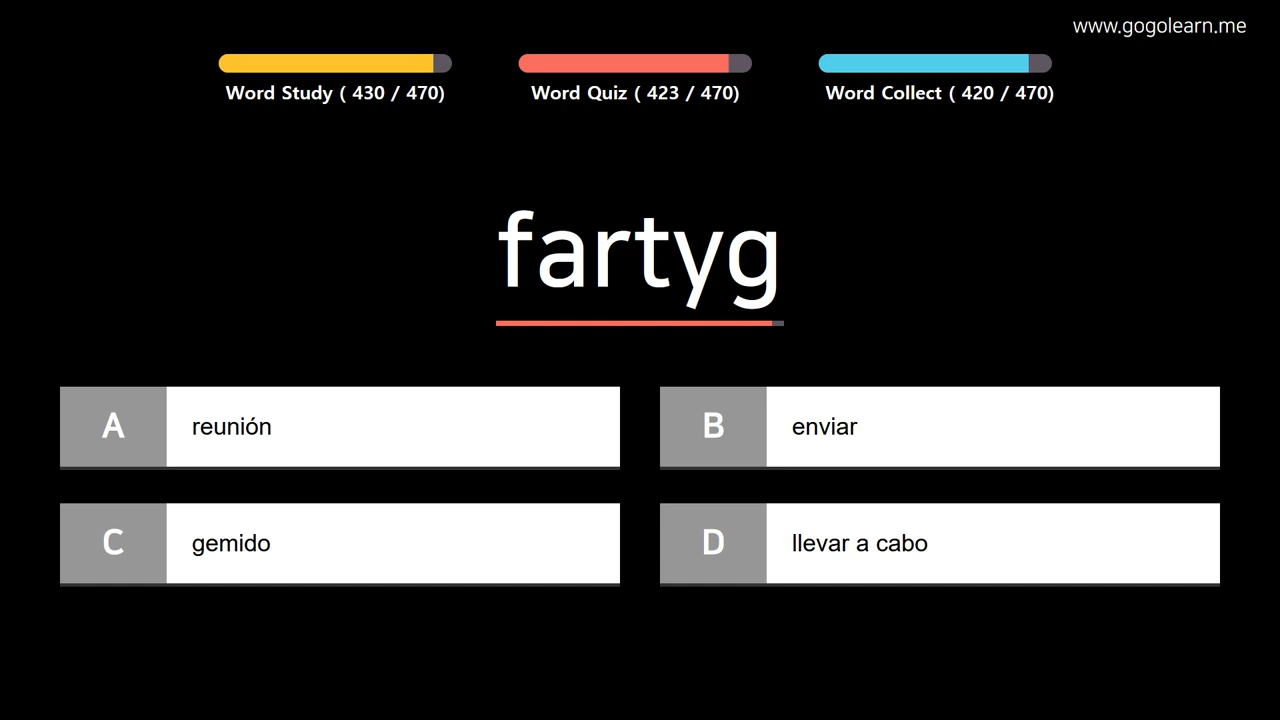 www.gogolearn.me
Word Study ( 430 / 470)
Word Quiz ( 423 / 470)
Word Collect ( 420 / 470)
fartyg
A
reunión
B
enviar
C
gemido
D
llevar a cabo